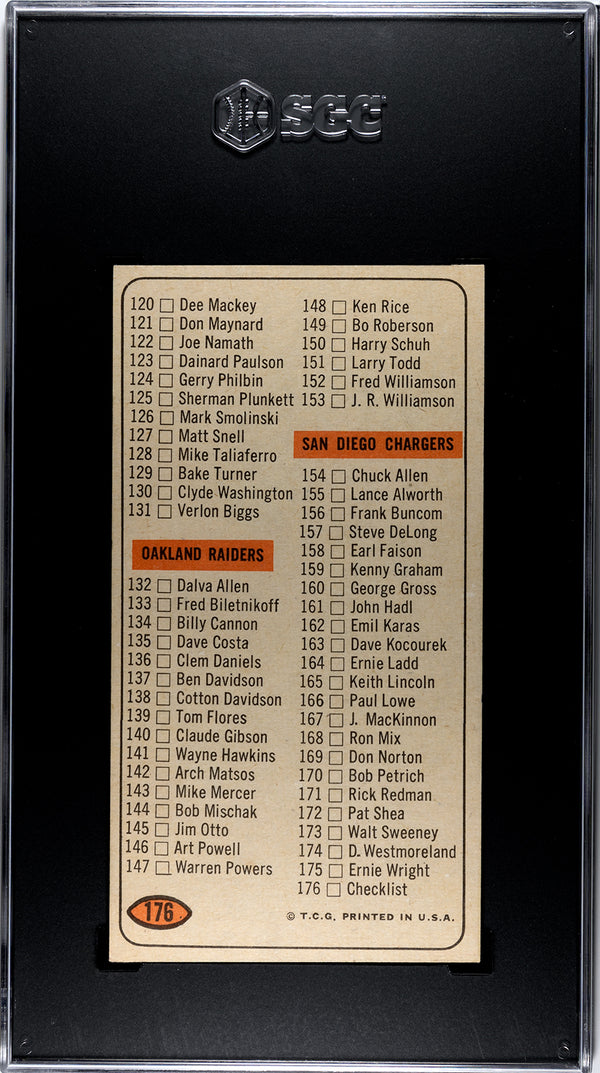 SGC
120 Dee Mackey
121 Don Maynard
122 Joe Namath
123 Dainard Paulson
124 Gerry Philbin
125 Sherman Plunkett
126 Mark Smolinski
127 Matt Snell
128 Mike Taliaferro
129 Bake Turner
130 Clyde Washington
131 Verlon Biggs
OAKLAND RAIDERS
132 Dalva Allen
133 Fred Biletnikoff
134 Billy Cannon
135 Dave Costa
136 Clem Daniels
137 Ben Davidson
138 Cotton Davidson
139 Tom Flores
140 Claude Gibson
141 Wayne Hawkins
142 Arch Matsos
143 Mike Mercer
144 Bob Mischak
145 Jim Otto
146 Art Powell
147 Warren Powers
148 Ken Rice
149 Bo Roberson
150 Harry Schuh
151 Larry Todd
152 Fred Williamson
153 J. R. Williamson
SAN DIEGO CHARGERS
154 Chuck Allen
155 Lance Alworth
156 Frank Buncom
157 Steve DeLong
158 Earl Faison
159 Kenny Graham
160 George Gross
161 John Hadl
162 Emil Karas
163 Dave Kocourek
164 Ernie Ladd
165 Keith Lincoln
166 Paul Lowe
167 J. MacKinnon
168 Ron Mix
169 Don Norton
170 Bob Petrich
171 Rick Redman
172 Pat Shea
173 Walt Sweeney
174 D. Westmoreland
175 Ernie Wright
176 Checklist
176
© T.C.G. PRINTED IN U.S.A.